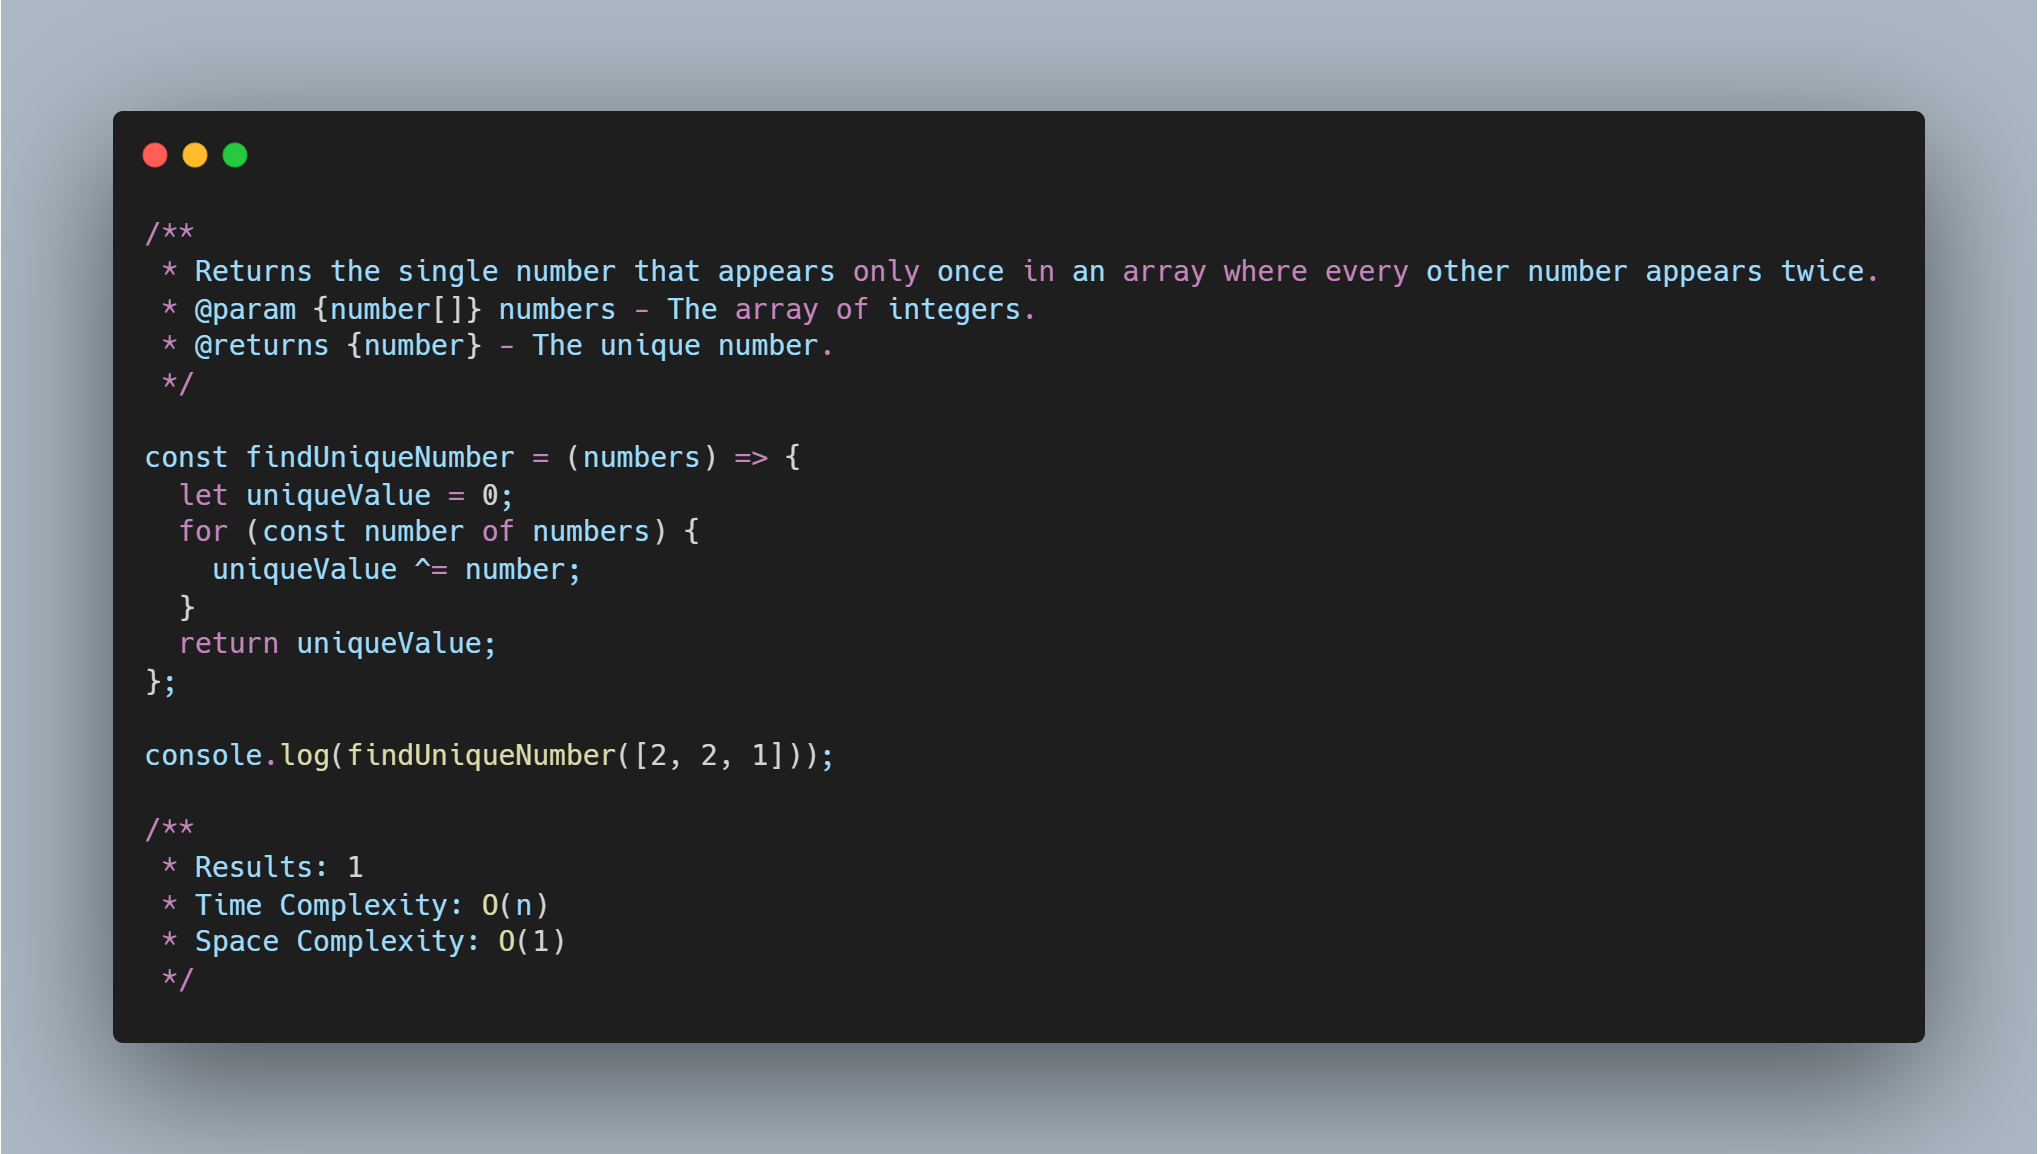 /**
 * Returns the single number that appears only once in an array where every other number appears twice.
 * @param {number[]} numbers - The array of integers.
 * @returns {number} - The unique number.
 */
const findUniqueNumber = (numbers) => {
  let uniqueValue = 0;
  for (const number of numbers) {
    uniqueValue ^= number;
  }
  return uniqueValue;
};
console.log(findUniqueNumber([2, 2, 1]));
/**
 * Results: 1
 * Time Complexity: O(n)
 * Space Complexity: O(1)
 */